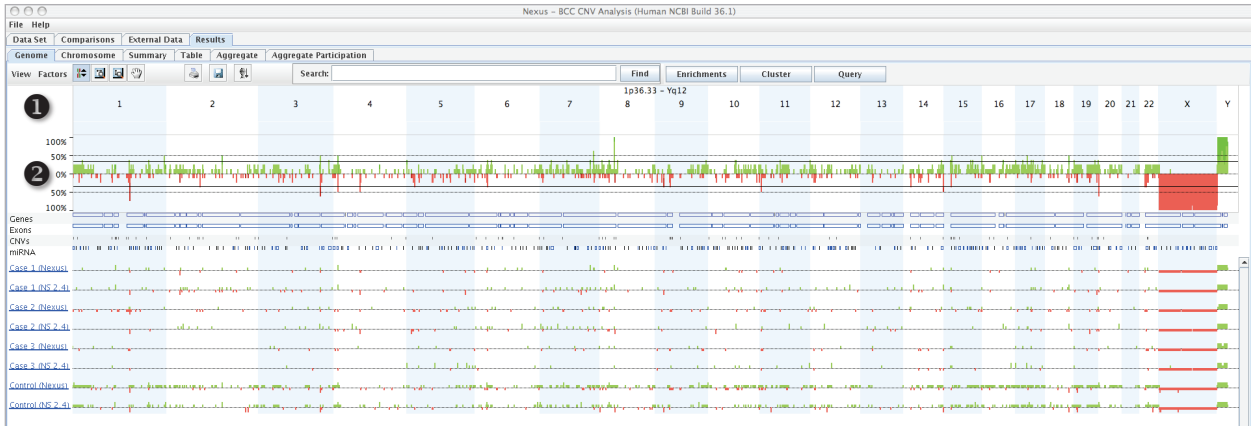 Nexus - BCC CNV Analysis (Human NCBI Build 36.1)
File Help
Data Set Comparisons External Data Results
Genome Chromosome Summary Table Aggregate Aggregate Participation
View Factors Search: Find Enrichments Cluster Query
1p36.33 - Yq12
1 1 2 3 4 5 6 7 8 9 10 11 12 13 14 15 16 17 18 19 20 21 22 X Y
100%
50%
2 0%
50%
100%
Genes
Exons
CNVs
miRNA
Case 1 (Nexus)
Case 1 (NS 2.4)
Case 2 (Nexus)
Case 2 (NS 2.4)
Case 3 (Nexus)
Case 3 (NS 2.4)
Control (Nexus)
Control (NS 2.4)